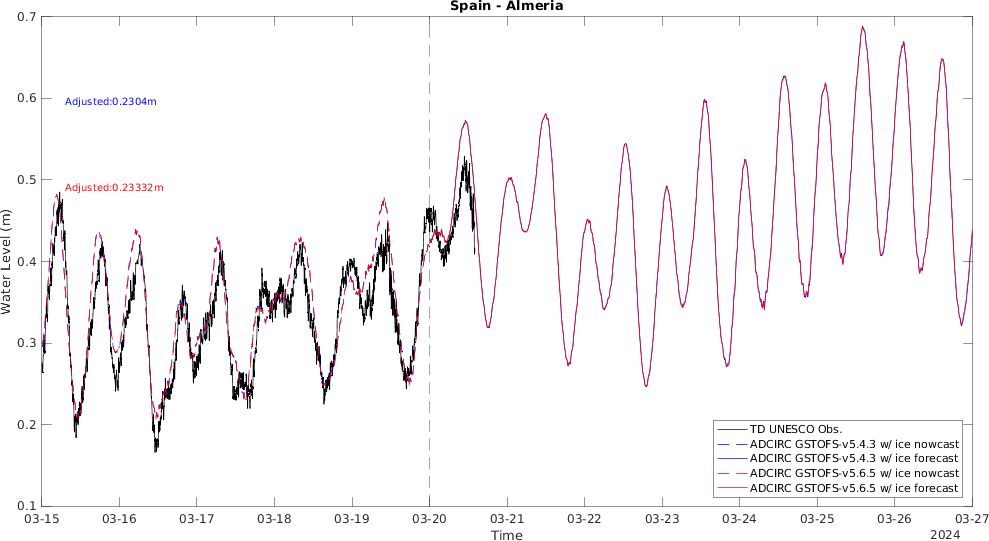 Spain - Almeria
0.7
0.6
0.5
0.4
0.3
0.2
0.1
Water Level (m)
Adjusted:0.2304m
Adjusted:0.23332m
TD UNESCO Obs.
ADCIRC GSTOFS-v5.4.3 w/ ice nowcast
ADCIRC GSTOFS-v5.4.3 w/ ice forecast
ADCIRC GSTOFS-v5.6.5 w/ ice nowcast
ADCIRC GSTOFS-v5.6.5 w/ ice forecast
03-15 03-16 03-17 03-18 03-19 03-20 03-21 03-22 03-23 03-24 03-25 03-26 03-27
Time
2024